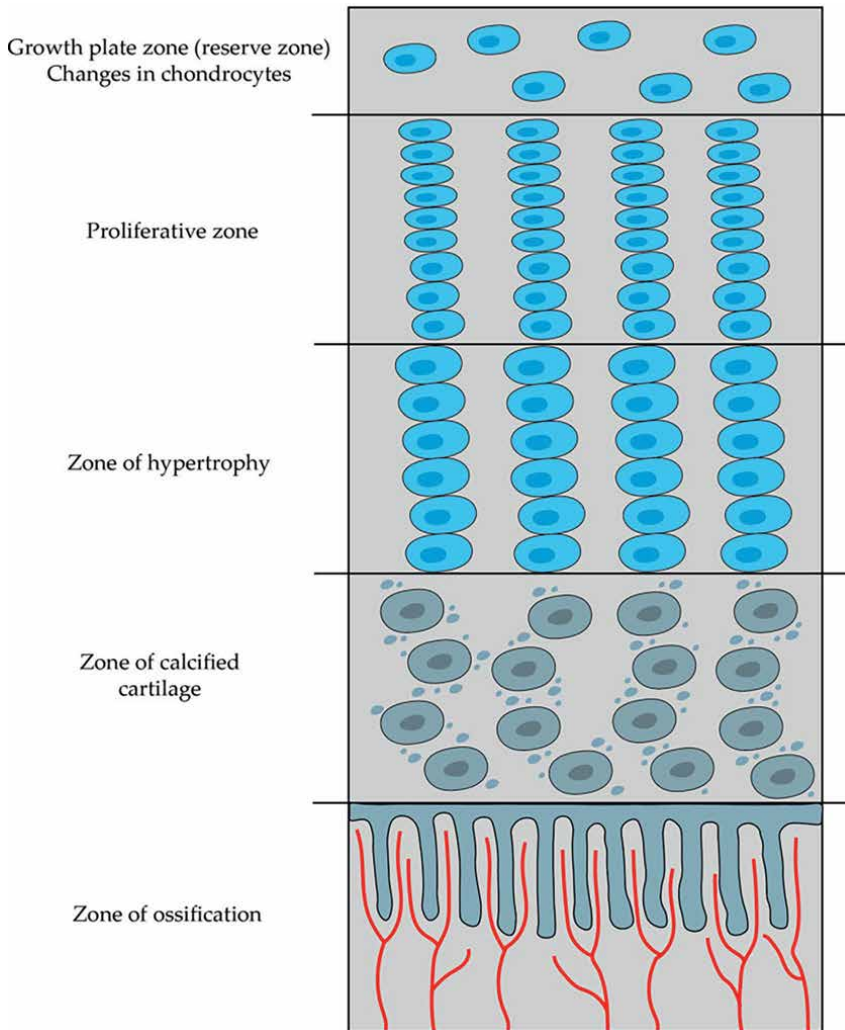 Growth plate zone (reserve zone)
Changes in chondrocytes
Proliferative zone
Zone of hypertrophy
Zone of calcified
cartilage
Zone of ossification